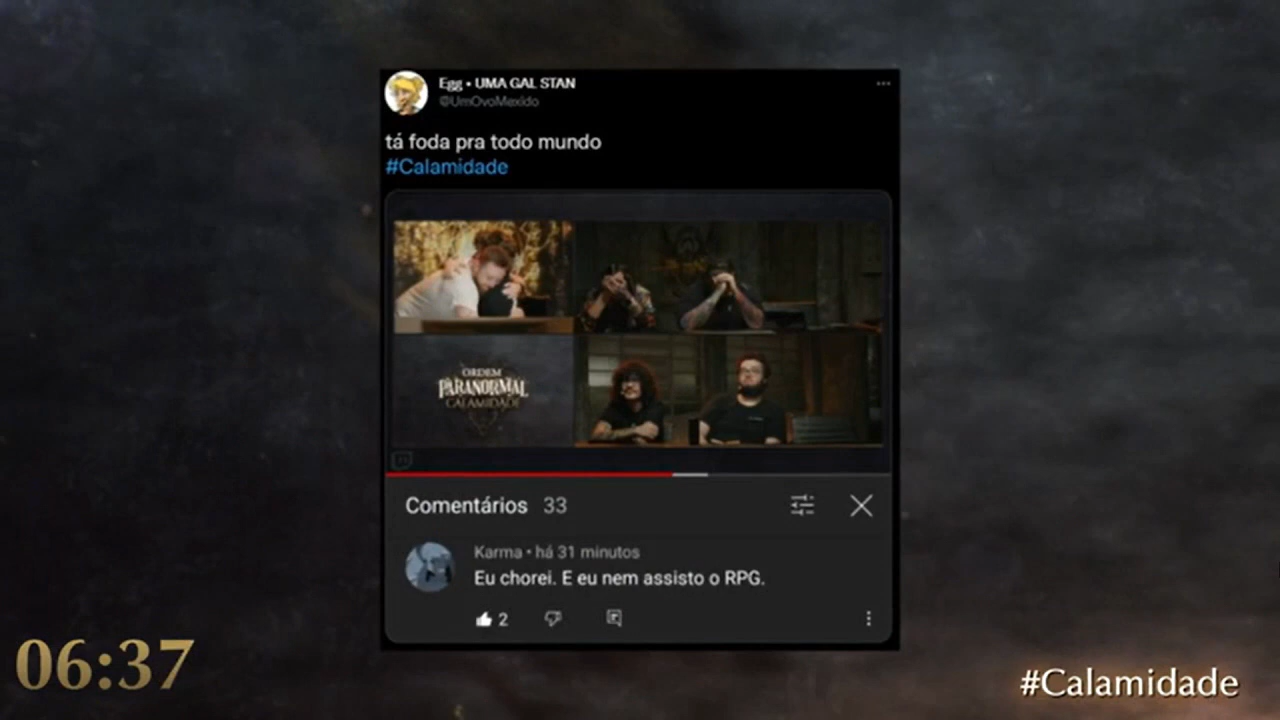 Egg • UMA GAL STAN
@UmOvoMexido
tá foda pra todo mundo
#Calamidade
ORDEM
PARANORMAL
CALAMIDADE
Comentários 33
Karma • há 31 minutos
Eu chorei. E eu nem assisto o RPG.
2
06:37
#Calamidade